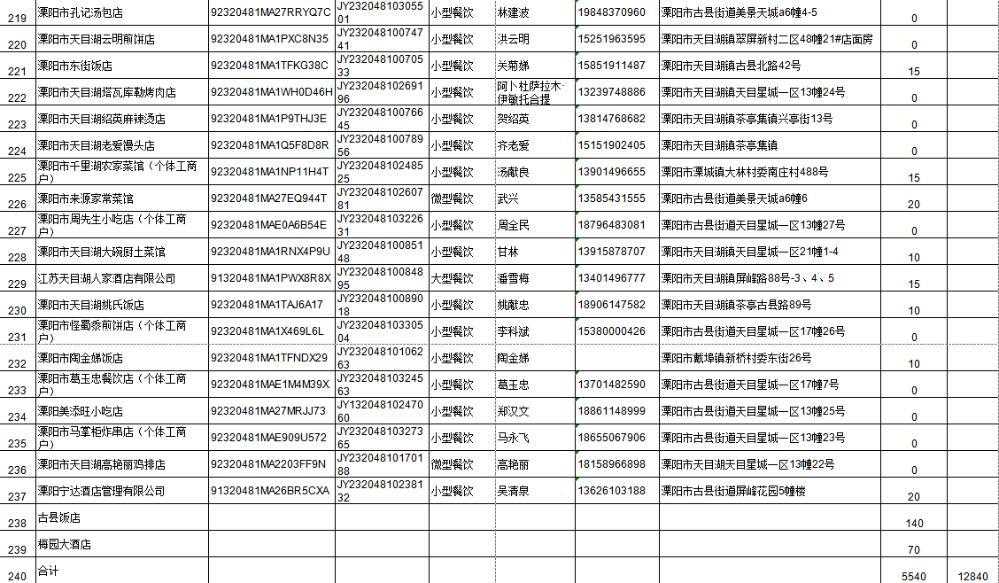 219 溧阳市孔记汤包店 92320481MA27RRYQ7C JY23204810305501 小型餐饮 林建波 19848370960 溧阳市古县街道美景天城a6幢4-5 0
220 溧阳市天目湖云明煎饼店 92320481MA1PXC8N35 JY23204810074741 小型餐饮 洪云明 15251963595 溧阳市天目湖镇翠屏新村二区48幢21#店面房 0
221 溧阳市东街饭店 92320481MA1TFKG38C JY23204810070533 小型餐饮 关菊娣 15851911487 溧阳市天目湖镇古县北路42号 15
222 溧阳市天目湖塔瓦库勒烤肉店 92320481MA1WH0D46H JY23204810269196 小型餐饮 阿卜杜萨拉木·伊敏托合提 13239748886 溧阳市天目湖镇天目星城一区13幢24号 0
223 溧阳市天目湖绍英麻辣烫店 92320481MA1P9THJ3E JY23204810076645 小型餐饮 贺绍英 13814768682 溧阳市天目湖镇茶亭集镇兴亭街13号 0
224 溧阳市天目湖老爱馒头店 92320481MA1Q5F8D8R JY23204810078956 小型餐饮 齐老爱 15151902405 溧阳市天目湖镇茶亭集镇 0
225 溧阳市千里湖农家菜馆（个体工商户） 92320481MA1NP11H4T JY23204810248525 小型餐饮 汤献良 13901496655 溧阳市溧城镇大林村委南庄村488号 15
226 溧阳市来源家常菜馆 92320481MA27EQ944T JY23204810260781 微型餐饮 武兴 13585431555 溧阳市古县街道美景天城a6幢6 20
227 溧阳市周先生小吃店（个体工商户） 92320481MAE0A6B54E JY23204810322631 小型餐饮 周全民 18796483081 溧阳市古县街道天目星城一区13幢27号 0
228 溧阳市天目湖大碗厨土菜馆 92320481MA1RNX4P9U JY23204810085148 小型餐饮 甘林 13915878707 溧阳市天目湖镇天目星城一区21幢1-4 10
229 江苏天目湖人家酒店有限公司 91320481MA1PWX8R8X JY23204810084895 大型餐饮 潘雪梅 13401496777 溧阳市天目湖镇屏峰路88号-3、4、5 15
230 溧阳市天目湖姚氏饭店 92320481MA1TAJ6A17 JY23204810089018 小型餐饮 姚献忠 18906147582 溧阳市天目湖镇茶亭古县路89号 10
231 溧阳市怪蜀黍煎饼店（个体工商户） 92320481MA1X469L6L JY23204810330504 小型餐饮 李科斌 15380000426 溧阳市古县街道天目星城一区17幢26号 0
232 溧阳市陶金娣饭店 92320481MA1TFNDX29 JY23204810106263 小型餐饮 陶金娣 溧阳市戴埠镇新桥村委东街26号 10
233 溧阳市葛玉忠餐饮店（个体工商户） 92320481MAE1M4M39X JY23204810324563 小型餐饮 葛玉忠 13701482590 溧阳市古县街道天目星城一区17幢7号 0
234 溧阳美添旺小吃店 92320481MA27MRJJ73 JY13204810247060 小型餐饮 郑汉文 18861148999 溧阳市古县街道天目星城一区13幢25号 0
235 溧阳市马掌柜炸串店（个体工商户） 92320481MAE909U572 JY23204810327365 小型餐饮 马永飞 18655067906 溧阳市古县街道天目星城一区13幢23号 0
236 溧阳市天目湖高艳丽鸡排店 92320481MA2203FF9N JY23204810170188 微型餐饮 高艳丽 18158966898 溧阳市天目湖天目星城一区13幢22号 0
237 溧阳宁达酒店管理有限公司 91320481MA26BR5CXA JY23204810238132 小型餐饮 吴清泉 13626103188 溧阳市古县街道屏峰花园5幢楼 20
238 古县饭店 140
239 梅园大酒店 70
240 合计 5540 12840